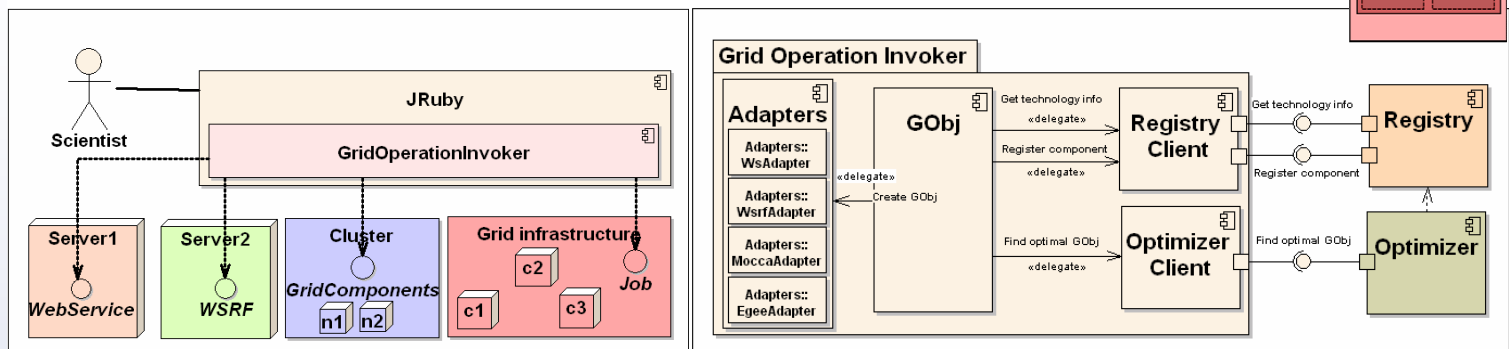 Scientist
JRuby
GridOperationInvoker
Server1
WebService
Server2
WSRF
Cluster
GridComponents
n1
n2
Grid infrastructure
c1
c2
c3
Job
Grid Operation Invoker
Adapters
Adapters::
WsAdapter
Adapters::
WsrfAdapter
Adapters::
MoccaAdapter
Adapters::
EgeeAdapter
«delegate»
Create GObj
GObj
Get technology info
«delegate»
Register component
«delegate»
Find optimal GObj
«delegate»
Registry
Client
Optimizer
Client
Get technology info
Register component
Find optimal GObj
Registry
Optimizer